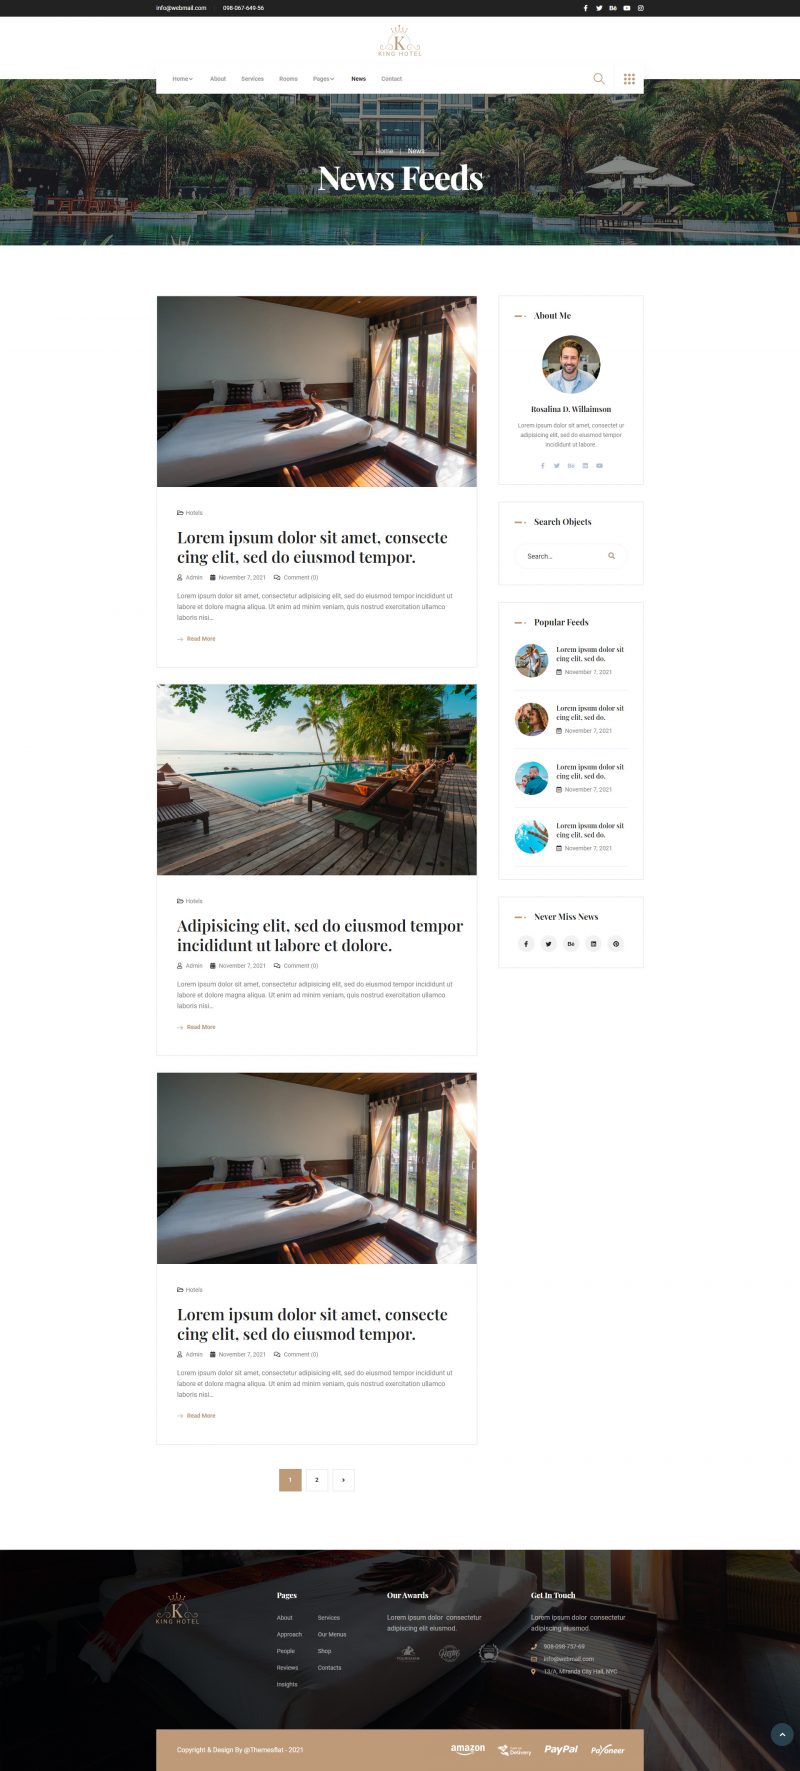 info@webmail.com 098-067-649-56
K
KING HOTEL
Home About Services Rooms Pages News Contact
Home | News
News Feeds
Hotels
Lorem ipsum dolor sit amet, consecte
cing elit, sed do eiusmod tempor.
Admin November 7, 2021 Comment (0)
Lorem ipsum dolor sit amet, consectetur adipisicing elit, sed do eiusmod tempor incididunt ut
labore et dolore magna aliqua. Ut enim ad minim veniam, quis nostrud exercitation ullamco
laboris nisi...
Read More
Hotels
Adipisicing elit, sed do eiusmod tempor
incididunt ut labore et dolore.
Admin November 7, 2021 Comment (0)
Lorem ipsum dolor sit amet, consectetur adipisicing elit, sed do eiusmod tempor incididunt ut
labore et dolore magna aliqua. Ut enim ad minim veniam, quis nostrud exercitation ullamco
laboris nisi...
Read More
Hotels
Lorem ipsum dolor sit amet, consecte
cing elit, sed do eiusmod tempor.
Admin November 7, 2021 Comment (0)
Lorem ipsum dolor sit amet, consectetur adipisicing elit, sed do eiusmod tempor incididunt ut
labore et dolore magna aliqua. Ut enim ad minim veniam, quis nostrud exercitation ullamco
laboris nisi...
Read More
1 2
About Me
Rosalina D. Willaimson
Lorem ipsum dolor sit amet, consectet ur
adipisicing elit, sed do eiusmod tempor
incididunt ut labore.
Search Objects
Search...
Popular Feeds
Lorem ipsum dolor sit
cing elit, sed do.
November 7, 2021
Lorem ipsum dolor sit
cing elit, sed do.
November 7, 2021
Lorem ipsum dolor sit
cing elit, sed do.
November 7, 2021
Lorem ipsum dolor sit
cing elit, sed do.
November 7, 2021
Never Miss News
K
KING HOTEL
Pages
About Services
Approach Our Menus
People Shop
Reviews Contacts
Insights
Our Awards
Lorem ipsum dolor consectetur
adipiscing elit eiusmod.
Get In Touch
Lorem ipsum dolor consectetur
adipiscing elit eiusmod.
908-098-737-69
info@webmail.com
13/A, Miranda City Hall, NYC
Copyright & Design By @Themesflat - 2021
amazon Delivery PayPal Payoneer